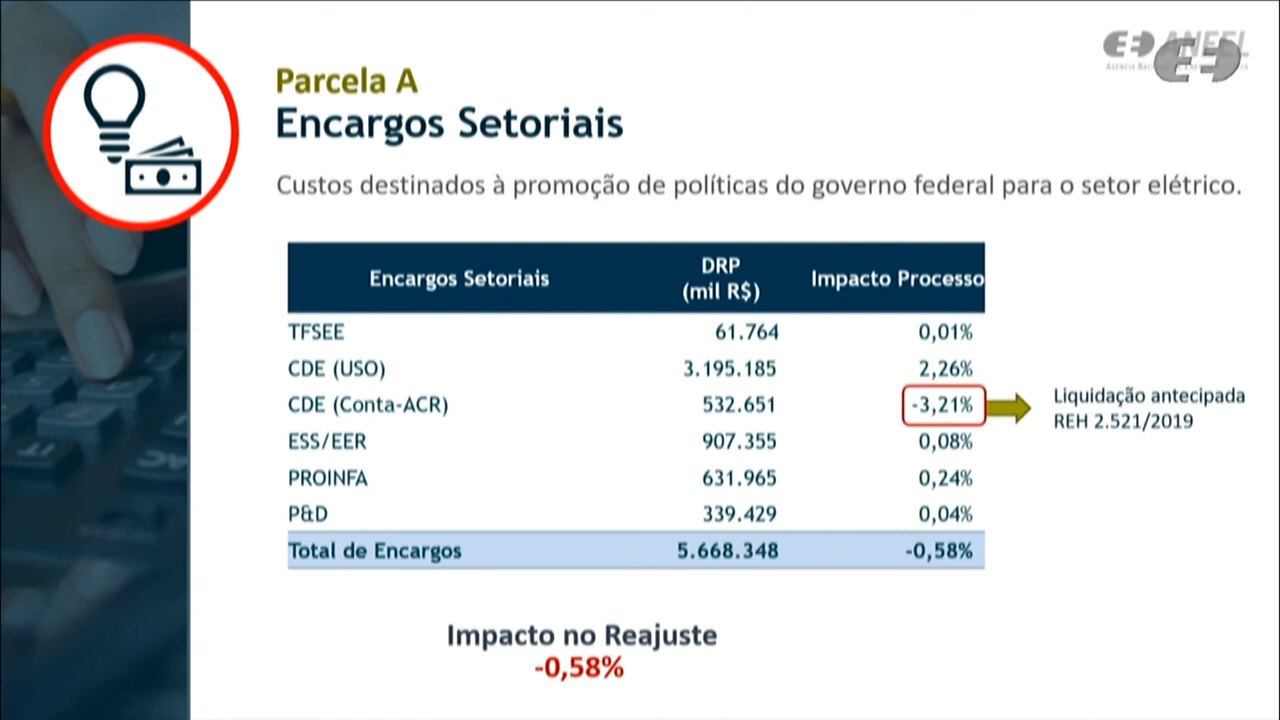 ANEEL
Parcela A
Encargos Setoriais
Custos destinados à promoção de políticas do governo federal para o setor elétrico.
Encargos Setoriais DRP (mil R$) Impacto Processo
TFSEE 61.764 0,01%
CDE (USO) 3.195.185 2,26%
CDE (Conta-ACR) 532.651 -3,21%
Liquidação antecipada
REH 2.521/2019
ESS/EER 907.355 0,08%
PROINFA 631.965 0,24%
P&D 339.429 0,04%
Total de Encargos 5.668.348 -0,58%
Impacto no Reajuste
-0,58%